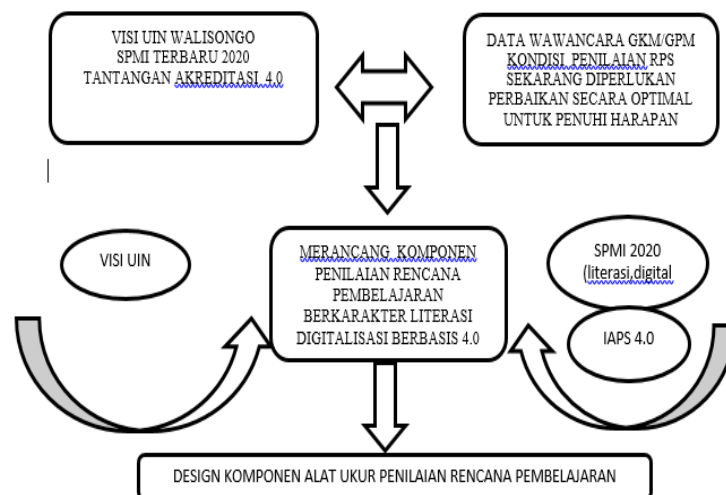 VISI UIN WALISONGO
SPMI TERBARU 2020
TANTANGAN AKREDITASI 4.0
DATA WAWANCARA GKM/GPM
KONDISI PENILAIAN RPS
SEKARANG DIPERLUKAN
PERBAIKAN SECARA OPTIMAL
UNTUK PENUHI HARAPAN
VISI UIN
MERANCANG KOMPONEN
PENILAIAN RENCANA
PEMBELAJARAN
BERKARAKTER LITERASI
DIGITALISASI BERBASIS 4.0
SPMI 2020
(literasi,digital
IAPS 4.0
DESIGN KOMPONEN ALAT UKUR PENILAIAN RENCANA PEMBELAJARAN